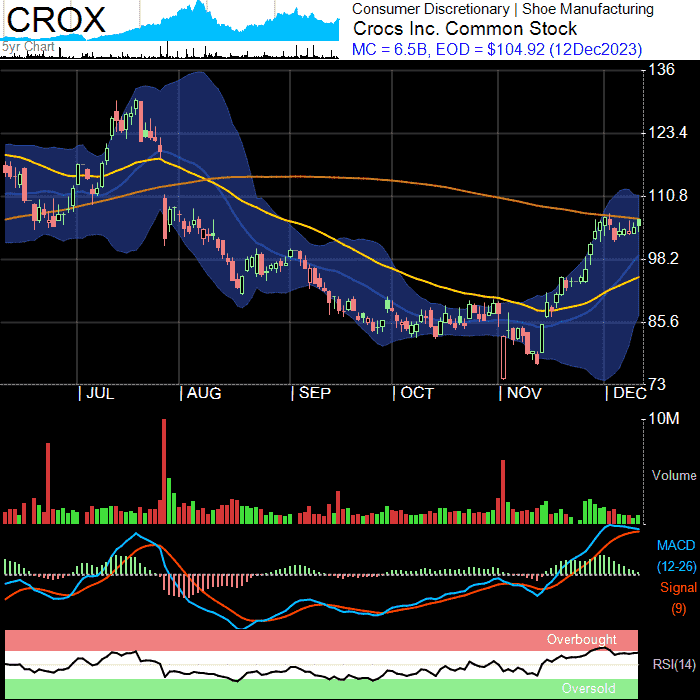 CROX
5yr Chart
Consumer Discretionary | Shoe Manufacturing
Crocs Inc. Common Stock
MC = 6.5B, EOD = $104.92 (12Dec2023)
136
123.4
110.8
98.2
85.6
73
| JUL | AUG | SEP | OCT | NOV | DEC
10M
Volume
MACD
(12-26)
Signal
(9)
Overbought
RSI(14)
Oversold